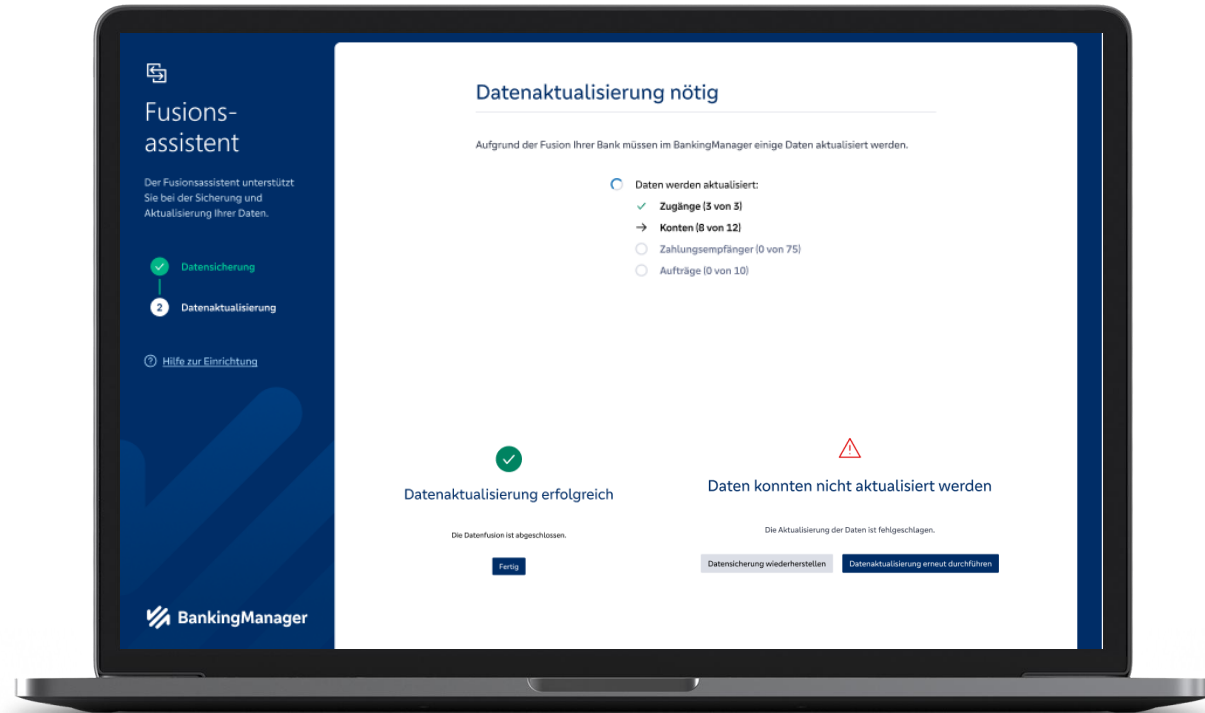 Fusions-
assistent
Der Fusionsassistent unterstützt
Sie bei der Sicherung und
Aktualisierung Ihrer Daten.
Datensicherung
2 Datenaktualisierung
Hilfe zur Einrichtung
BankingManager
Datenaktualisierung nötig
Aufgrund der Fusion Ihrer Bank müssen im BankingManager einige Daten aktualisiert werden.
Daten werden aktualisiert:
Zugänge (3 von 3)
Konten (8 von 12)
Zahlungsempfänger (0 von 75)
Aufträge (0 von 10)
Datenaktualisierung erfolgreich
Die Datenfusion ist abgeschlossen.
Fertig
Daten konnten nicht aktualisiert werden
Die Aktualisierung der Daten ist fehlgeschlagen.
Datensicherung wiederherstellen
Datenaktualisierung erneut durchführen